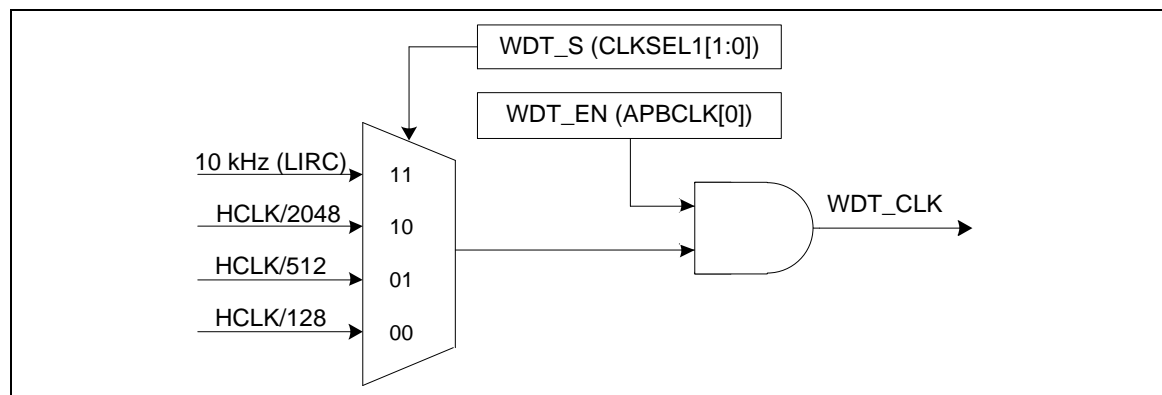 WDT_S (CLKSEL1[1:0])
WDT_EN (APBCLK[0])
10 kHz (LIRC)
11
HCLK/2048
10
HCLK/512
01
HCLK/128
00
WDT_CLK